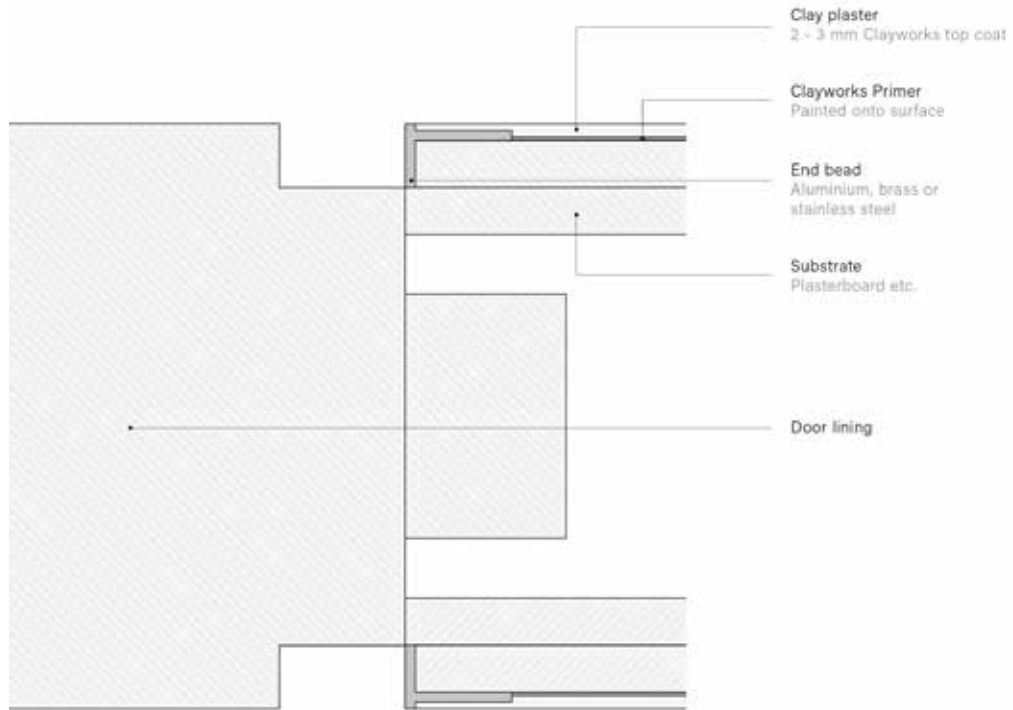 Clay plaster
2 - 3 mm Clayworks top coat
Clayworks Primer
Painted onto surface
End bead
Aluminium, brass or
stainless steel
Substrate
Plasterboard etc.
Door lining